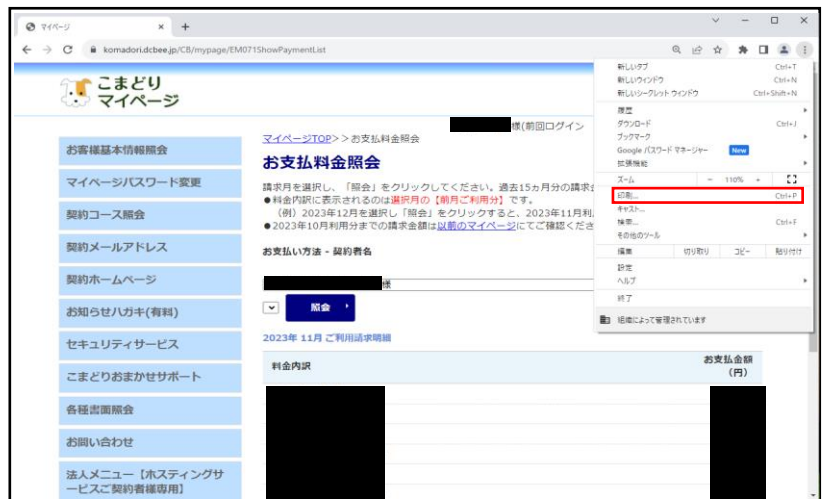 マイページ
komadori.dcbee.jp/CB/mypage/EM071ShowPaymentList
こまどり
マイページ
様(前回ログイン
お客様基本情報照会
マイページパスワード変更
契約コース照会
契約メールアドレス
契約ホームページ
お知らせハガキ(有料)
セキュリティサービス
こまどりおまかせサポート
各種書面照会
お問い合わせ
法人メニュー【ホスティングサ
ービスご契約者様専用】
マイページTOP>>お支払料金照会
お支払料金照会
請求月を選択し、「照会」をクリックしてください。過去15ヵ月分の請求金
●料金内訳に表示されるのは選択月の【前月ご利用分】です。
（例）2023年12月を選択し「照会」をクリックすると、2023年11月利
●2023年10月利用分までの請求金額は以前のマイページにてご確認くださ
お支払い方法 - 契約者名
様
照会
2023年 11月 ご利用請求明細
料金内訳
お支払金額
（円）
新しいタブ Ctrl+T
新しいウィンドウ Ctrl+N
新しいシークレット ウィンドウ Ctrl+Shift+N
履歴
ダウンロード Ctrl+J
ブックマーク
Google パスワード マネージャー New
拡張機能
ズーム - 110% +
印刷... Ctrl+P
キャスト...
検索... Ctrl+F
その他のツール
編集 切り取り コピー 貼り付け
設定
ヘルプ
終了
組織によって管理されています